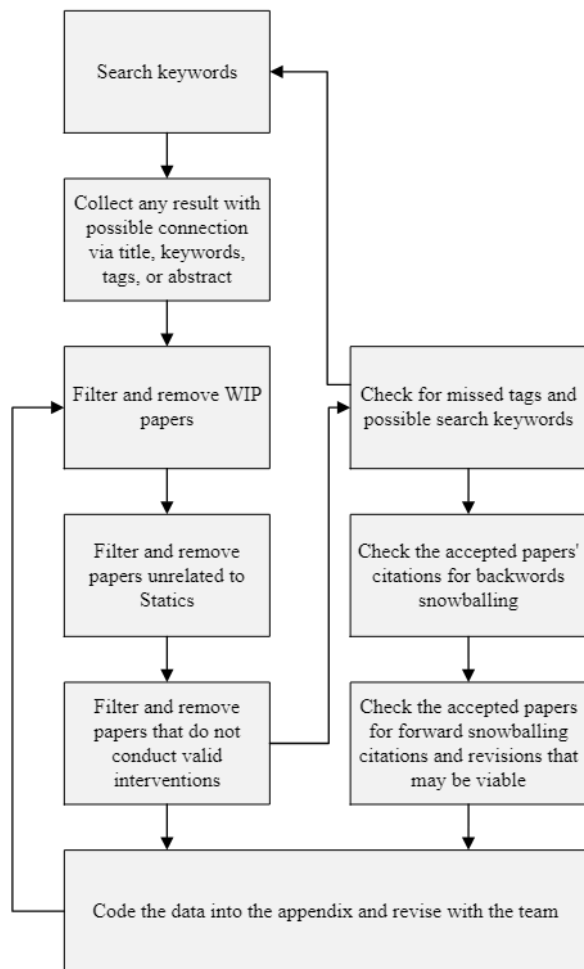 Search keywords
Collect any result with
possible connection
via title, keywords,
tags, or abstract
Filter and remove WIP
papers
Check for missed tags and
possible search keywords
Filter and remove
papers unrelated to
Statics
Check the accepted papers'
citations for backwords
snowballing
Filter and remove
papers that do not
conduct valid
interventions
Check the accepted papers
for forward snowballing
citations and revisions that
may be viable
Code the data into the appendix and revise with the team